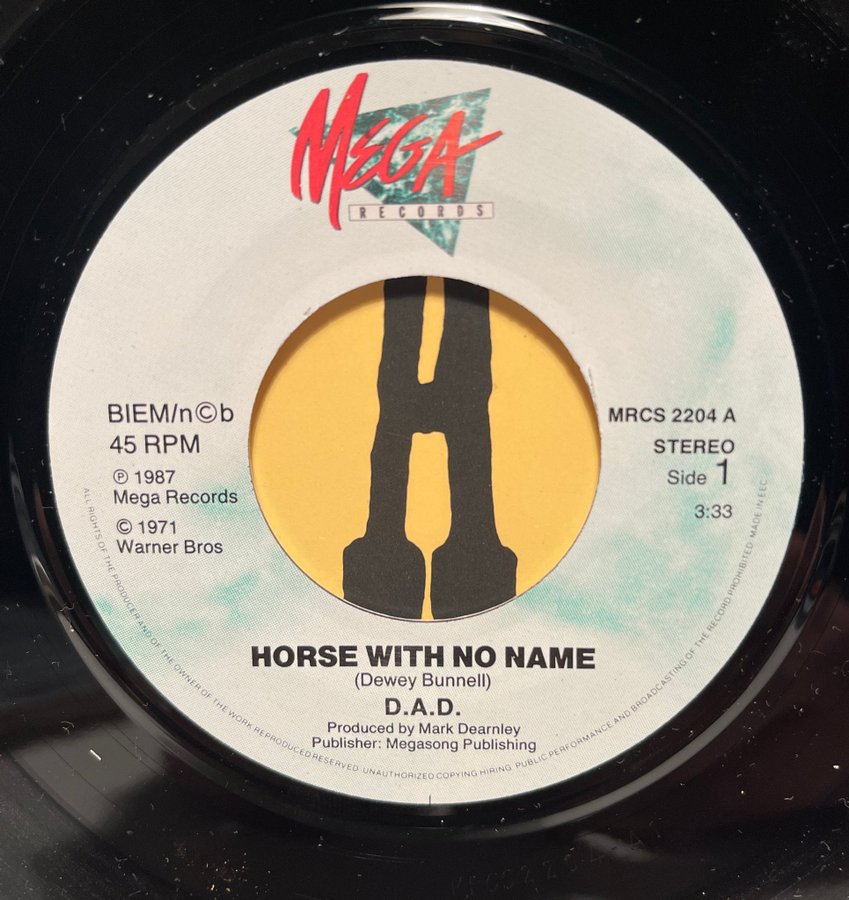 MEGA
RECORDS
BIEM/n©b
45 RPM
℗ 1987
Mega Records
© 1971
Warner Bros
MRCS 2204 A
STEREO
Side 1
3:33
HORSE WITH NO NAME
(Dewey Bunnell)
D.A.D.
Produced by Mark Dearnley
Publisher: Megasong Publishing
ALL RIGHTS OF THE PRODUCER AND OF THE OWNER OF THE WORK REPRODUCED RESERVED. UNAUTHORIZED COPYING HIRING. PUBLIC PERFORMANCE AND BROADCASTING OF THE RECORD PROHIBITED. MADE IN EEC.